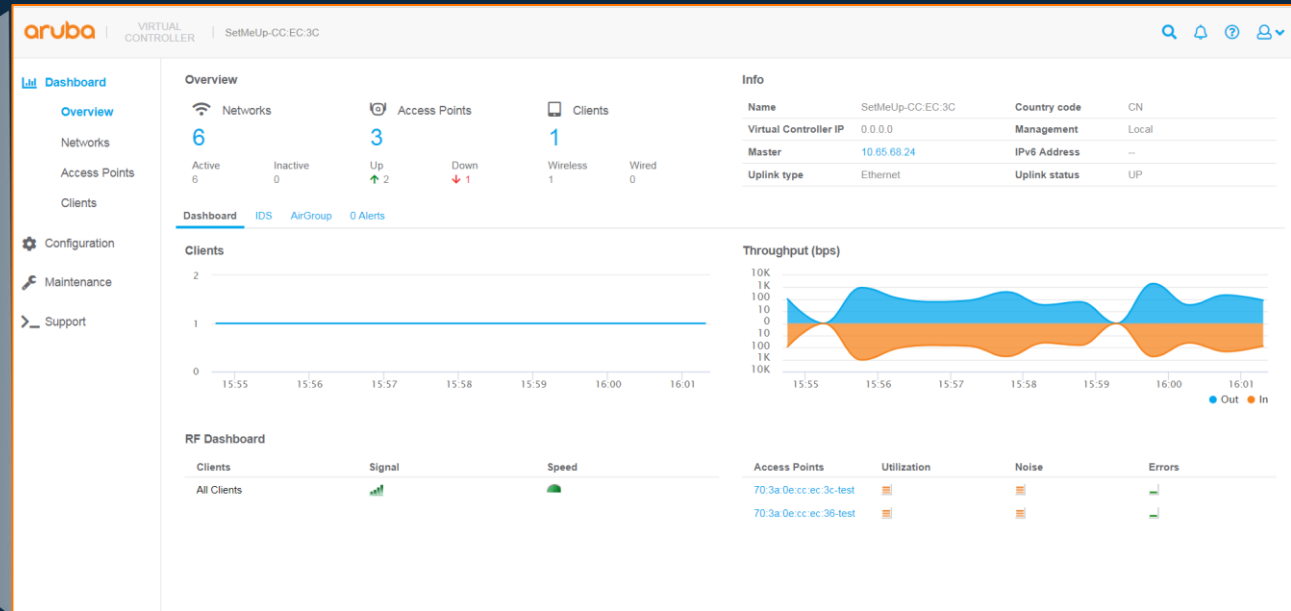 aruba VIRTUAL CONTROLLER SetMeUp-CC:EC:3C
Dashboard
Overview
Networks
Access Points
Clients
Configuration
Maintenance
Support
Overview
Networks Access Points Clients
6 3 1
Active Inactive Up Down Wireless Wired
6 0 2 1 1 0
Info
Name SetMeUp-CC:EC:3C Country code CN
Virtual Controller IP 0.0.0.0 Management Local
Master 10.65.68.24 IPv6 Address --
Uplink type Ethernet Uplink status UP
Dashboard IDS AirGroup 0 Alerts
Clients
2
1
0
15:55 15:56 15:57 15:58 15:59 16:00 16:01
Throughput (bps)
10K
1K
100
10
0
10
100
1K
10K
15:55 15:56 15:57 15:58 15:59 16:00 16:01
Out In
RF Dashboard
Clients Signal Speed
All Clients
Access Points Utilization Noise Errors
70:3a:0e:cc:ec:3c-test
70:3a:0e:cc:ec:36-test